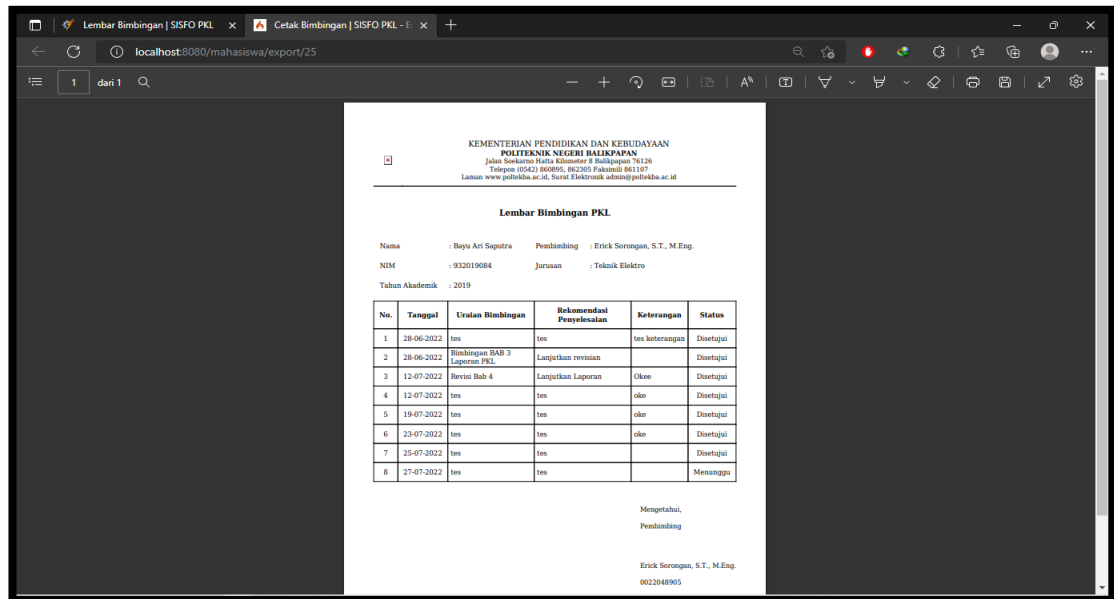 Lembar Bimbingan | SISFO PKL
Cetak Bimbingan | SISFO PKL - E
localhost:8080/mahasiswa/export/25
1 dari 1
KEMENTERIAN PENDIDIKAN DAN KEBUDAYAAN
POLITEKNIK NEGERI BALIKPAPAN
Jalan Soekarno Hatta Kilometer 8 Balikpapan 76126
Telepon (0542) 860895, 862305 Faksimili 861107
Laman www.poltekba.ac.id, Surat Elektronik admin@poltekba.ac.id
Lembar Bimbingan PKL
Nama : Bayu Ari Saputra Pembimbing : Erick Sorongan, S.T., M.Eng.
NIM : 932019084 Jurusan : Teknik Elektro
Tahun Akademik : 2019
No. Tanggal Uraian Bimbingan Rekomendasi Penyelesaian Keterangan Status
1 28-06-2022 tes tes tes keterangan Disetujui
2 28-06-2022 Bimbingan BAB 3 Laporan PKL Lanjutkan revisian Disetujui
3 12-07-2022 Revisi Bab 4 Lanjutkan Laporan Okee Disetujui
4 12-07-2022 tes tes oke Disetujui
5 19-07-2022 tes tes oke Disetujui
6 23-07-2022 tes tes oke Disetujui
7 25-07-2022 tes tes Disetujui
8 27-07-2022 tes tes Menunggu
Mengetahui,
Pembimbing
Erick Sorongan, S.T., M.Eng.
0022048905